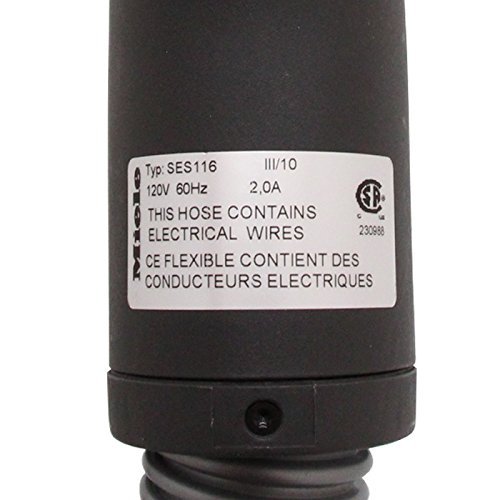 Miele
Typ: SES116 III/10
120V 60Hz 2,0A
THIS HOSE CONTAINS
ELECTRICAL WIRES
CE FLEXIBLE CONTIENT DES
CONDUCTEURS ELECTRIQUES
SA
C US
230988